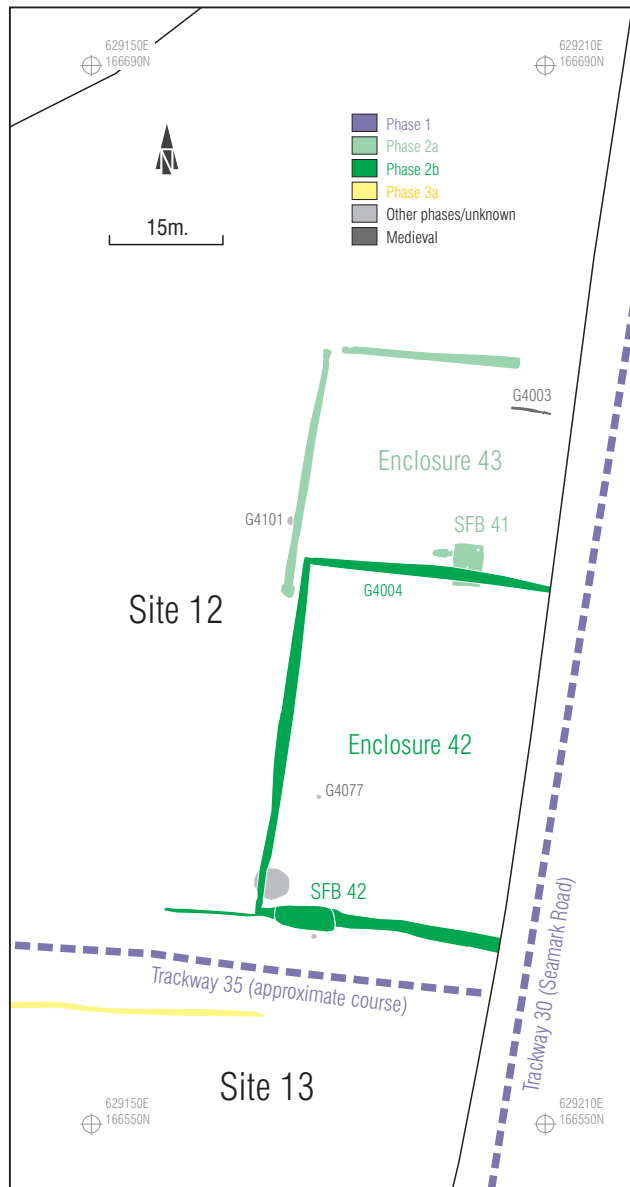 629150E
166690N
629210E
166690N
N
15m.
Phase 1
Phase 2a
Phase 2b
Phase 3a
Other phases/unknown
Medieval
G4003
Enclosure 43
G4101
SFB 41
G4004
Site 12
Enclosure 42
G4077
SFB 42
Trackway 35 (approximate course)
Trackway 30 (Seamark Road)
Site 13
629150E
166550N
629210E
166550N